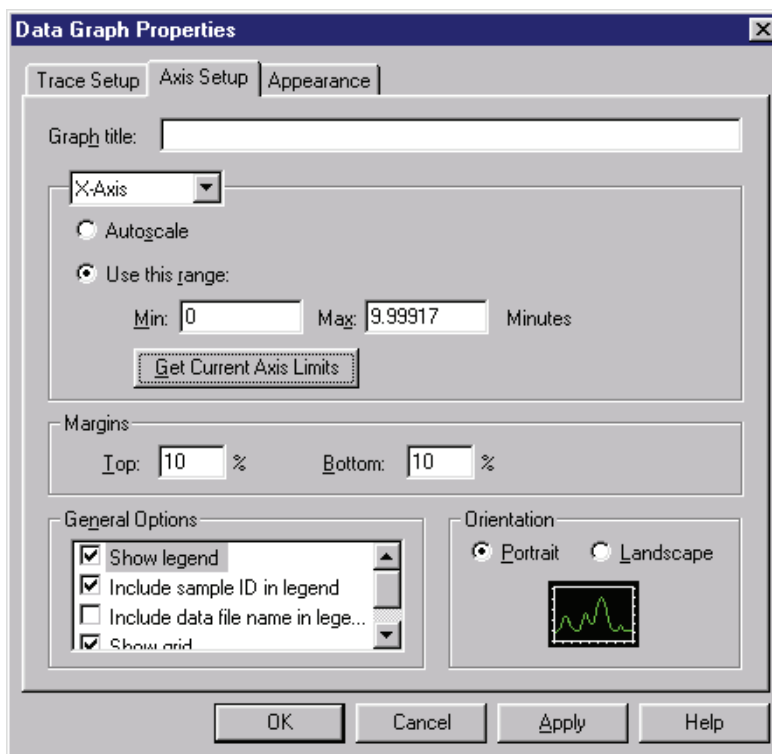 Data Graph Properties
Trace Setup Axis Setup Appearance
Graph title:
X-Axis
Autoscale
Use this range:
Min: 0 Max: 9.99917 Minutes
Get Current Axis Limits
Margins
Top: 10 % Bottom: 10 %
General Options
Show legend
Include sample ID in legend
Include data file name in lege...
Show grid
Orientation
Portrait Landscape
OK Cancel Apply Help